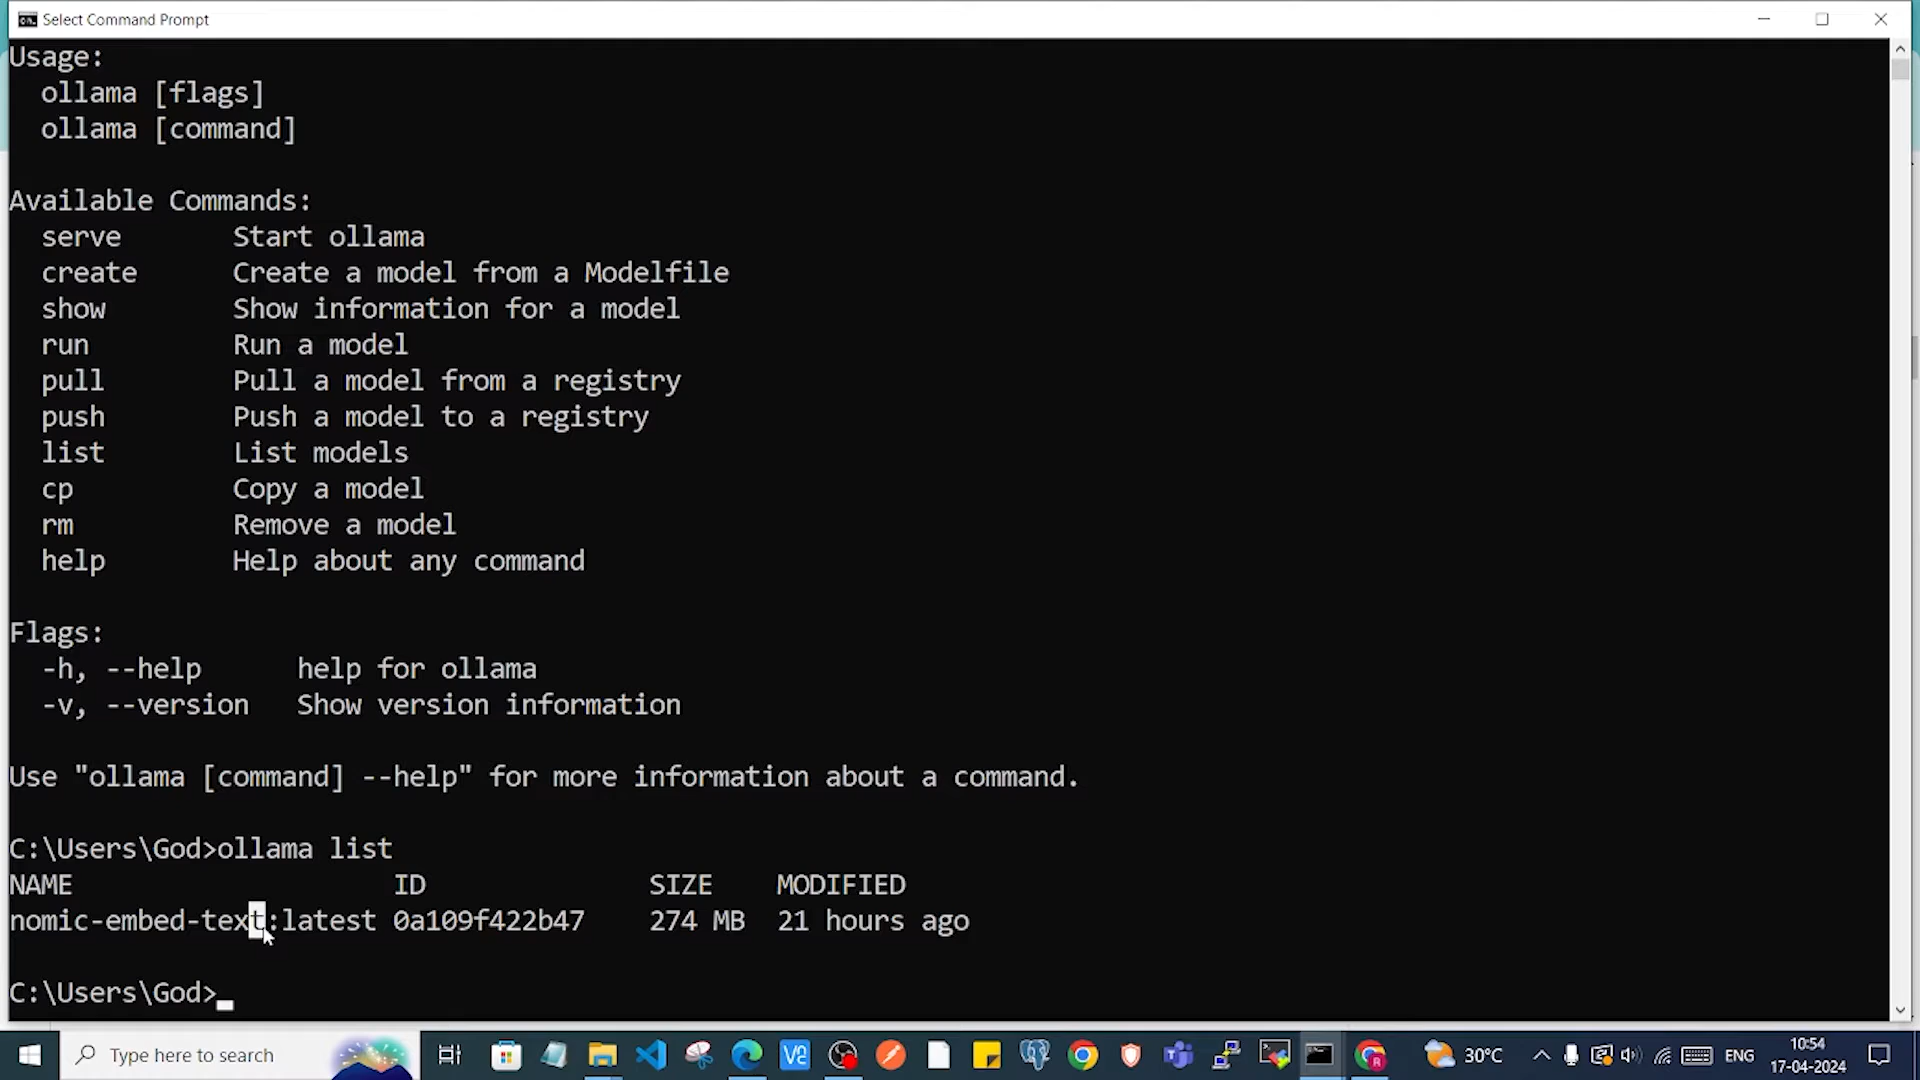 Select Command Prompt
Usage:
ollama [flags]
ollama [command]
Available Commands:
serve Start ollama
create Create a model from a Modelfile
show Show information for a model
run Run a model
pull Pull a model from a registry
push Push a model to a registry
list List models
cp Copy a model
rm Remove a model
help Help about any command
Flags:
-h, --help help for ollama
-v, --version Show version information
Use "ollama [command] --help" for more information about a command.
C:\Users\God>ollama list
NAME ID SIZE MODIFIED
nomic-embed-text:latest 0a109f422b47 274 MB 21 hours ago
C:\Users\God>
Type here to search
30°C
ENG
10:54
17-04-2024